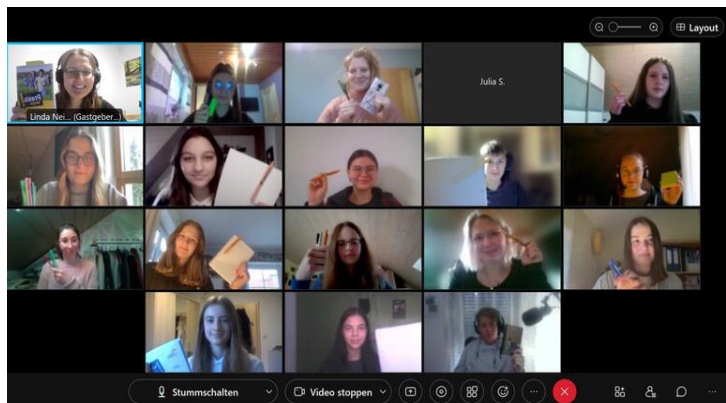 Layout
Linda Nei... (Gastgeber...)
Julia S.
Stummschalten
Video stoppen